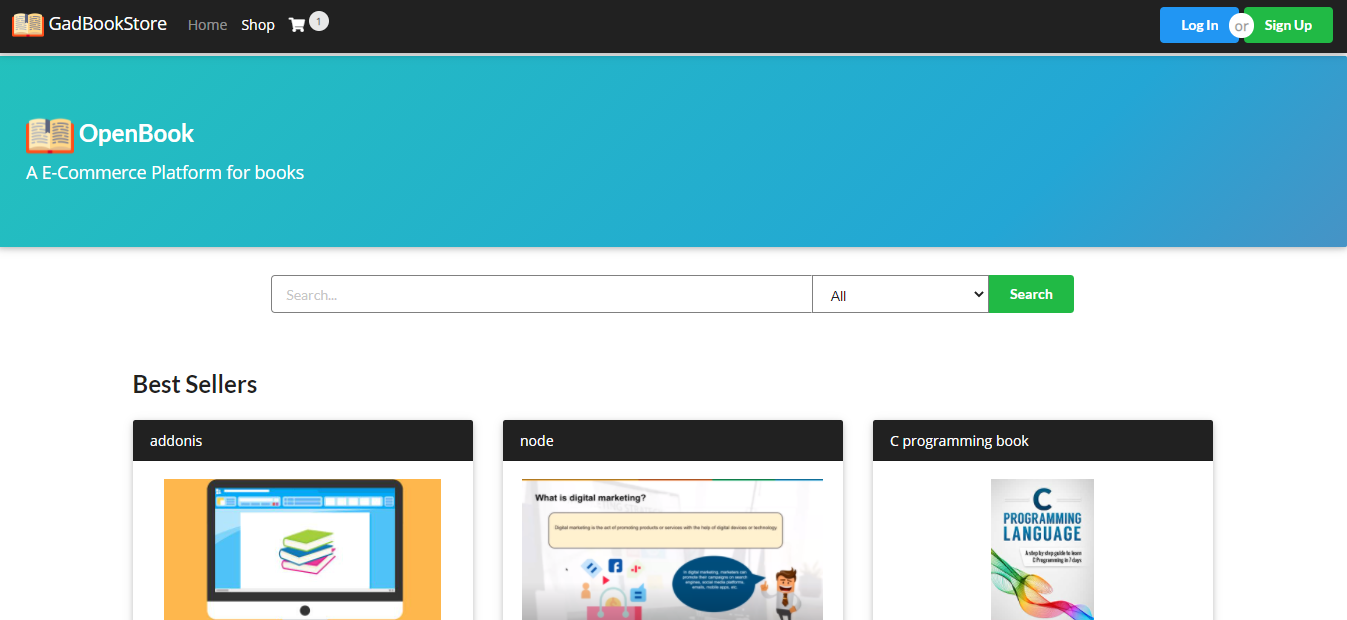 GadBookStore Home Shop 1 Log In or Sign Up
OpenBook
A E-Commerce Platform for books
Search... All Search
Best Sellers
addonis node C programming book
What is digital marketing?
Digital marketing is the act of promoting products or services with the help of digital devices or technology.
In digital marketing, marketers can
promote their campaigns on search
engines, social media platforms,
emails, mobile apps, etc.
C
PROGRAMMING
LANGUAGE
A step by step guide to learn
C Programming in 7 days